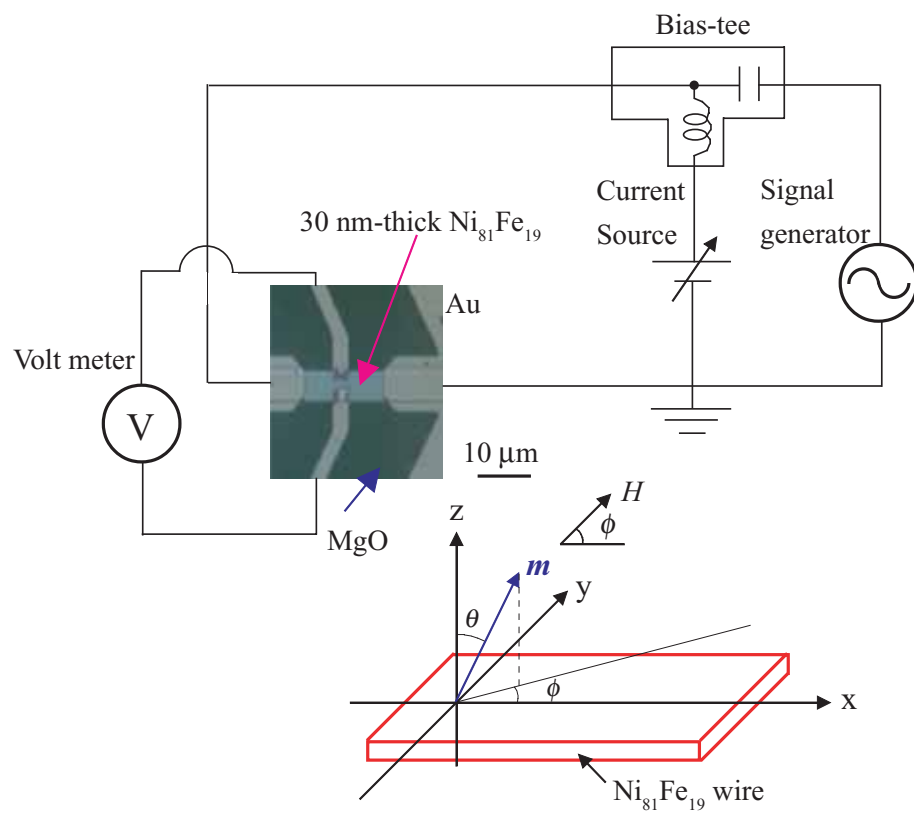 Bias-tee
Current
Source
Signal
generator
30 nm-thick Ni₈₁Fe₁₉
Au
Volt meter
V
10 μm
MgO
H
ϕ
z
m
y
θ
ϕ
x
Ni₈₁Fe₁₉ wire